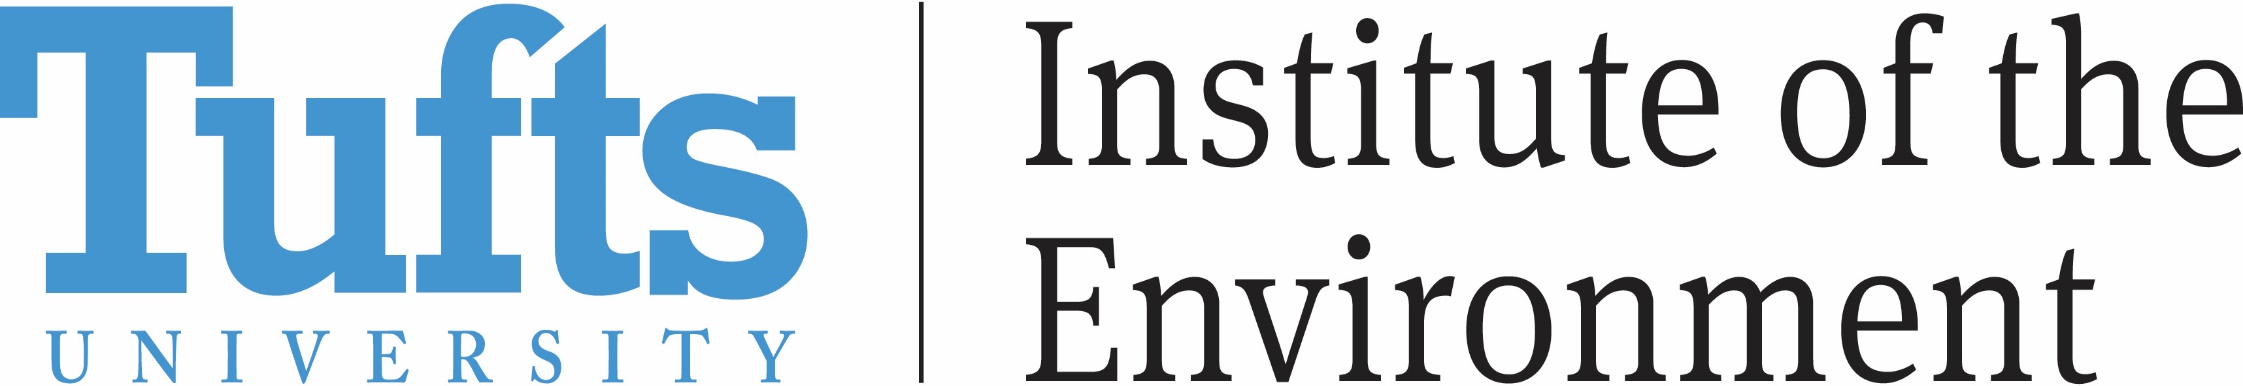 Tufts
UNIVERSITY
Institute of the
Environment